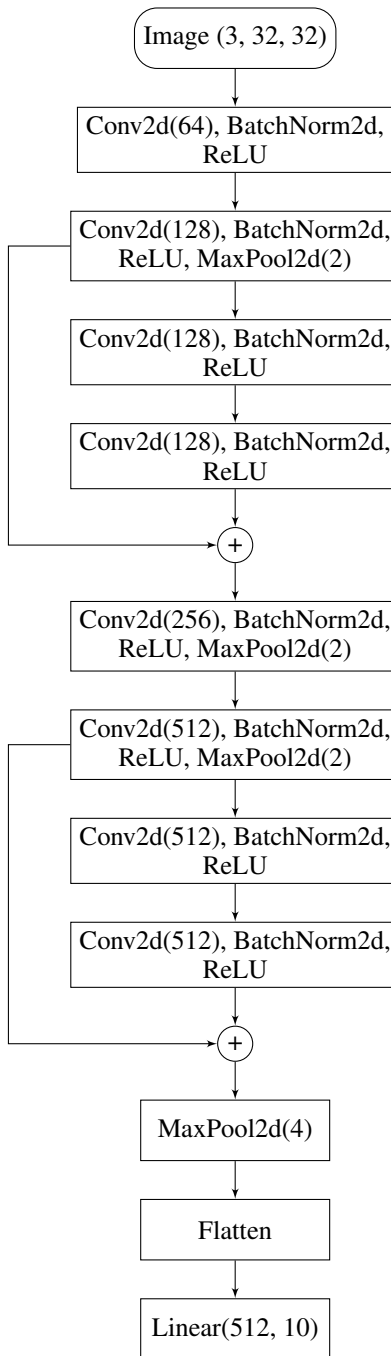 Image (3, 32, 32)
Conv2d(64), BatchNorm2d,
ReLU
Conv2d(128), BatchNorm2d,
ReLU, MaxPool2d(2)
Conv2d(128), BatchNorm2d,
ReLU
Conv2d(128), BatchNorm2d,
ReLU
+
Conv2d(256), BatchNorm2d,
ReLU, MaxPool2d(2)
Conv2d(512), BatchNorm2d,
ReLU, MaxPool2d(2)
Conv2d(512), BatchNorm2d,
ReLU
Conv2d(512), BatchNorm2d,
ReLU
+
MaxPool2d(4)
Flatten
Linear(512, 10)